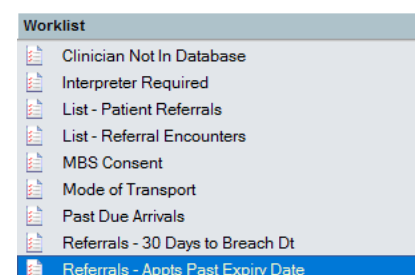 Worklist
Clinician Not In Database
Interpreter Required
List - Patient Referrals
List - Referral Encounters
MBS Consent
Mode of Transport
Past Due Arrivals
Referrals - 30 Days to Breach Dt
Referrals - Appts Past Expiry Date